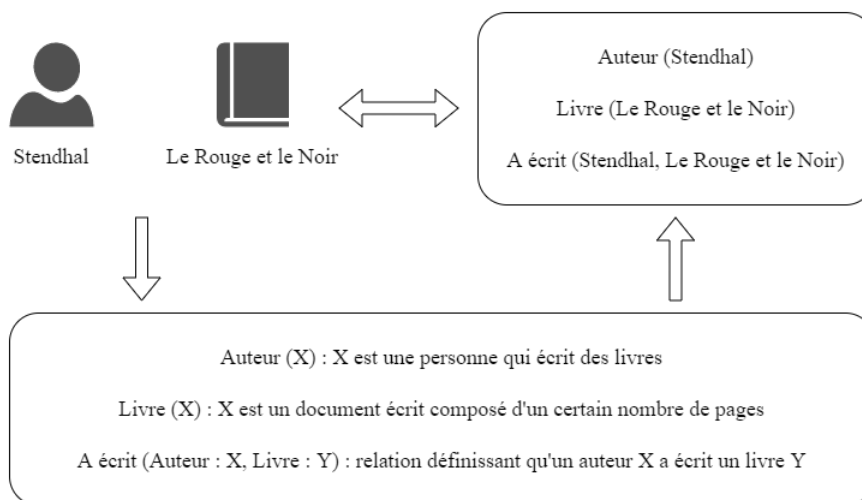 Stendhal
Le Rouge et le Noir
Auteur (Stendhal)
Livre (Le Rouge et le Noir)
A écrit (Stendhal, Le Rouge et le Noir)
Auteur (X) : X est une personne qui écrit des livres
Livre (X) : X est un document écrit composé d'un certain nombre de pages
A écrit (Auteur : X, Livre : Y) : relation définissant qu'un auteur X a écrit un livre Y